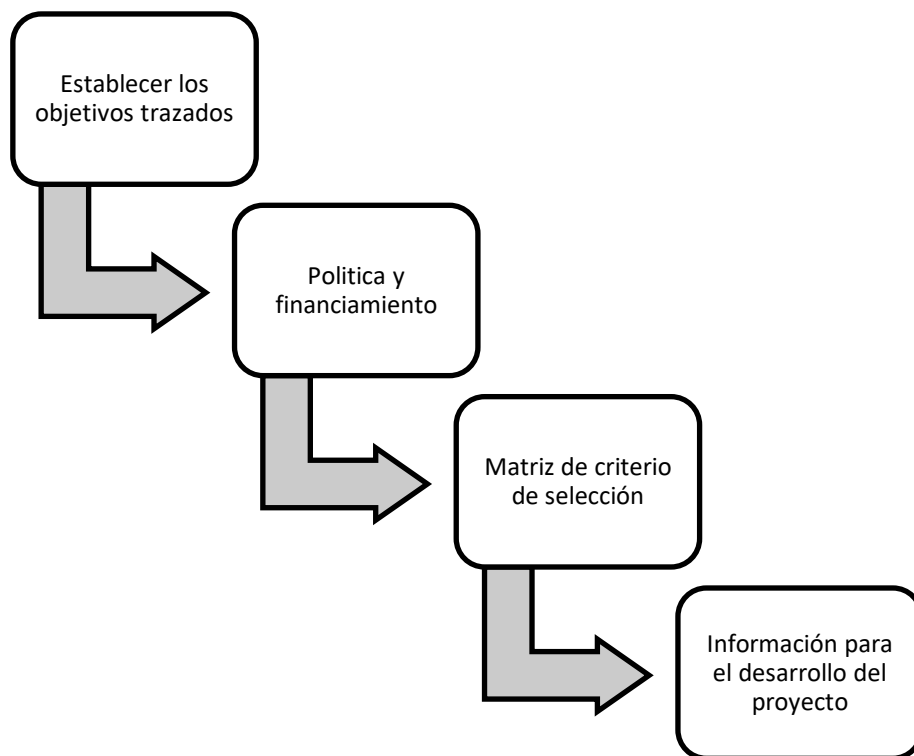 Establecer los
objetivos trazados
Politica y
financiamiento
Matriz de criterio
de selección
Información para
el desarrollo del
proyecto